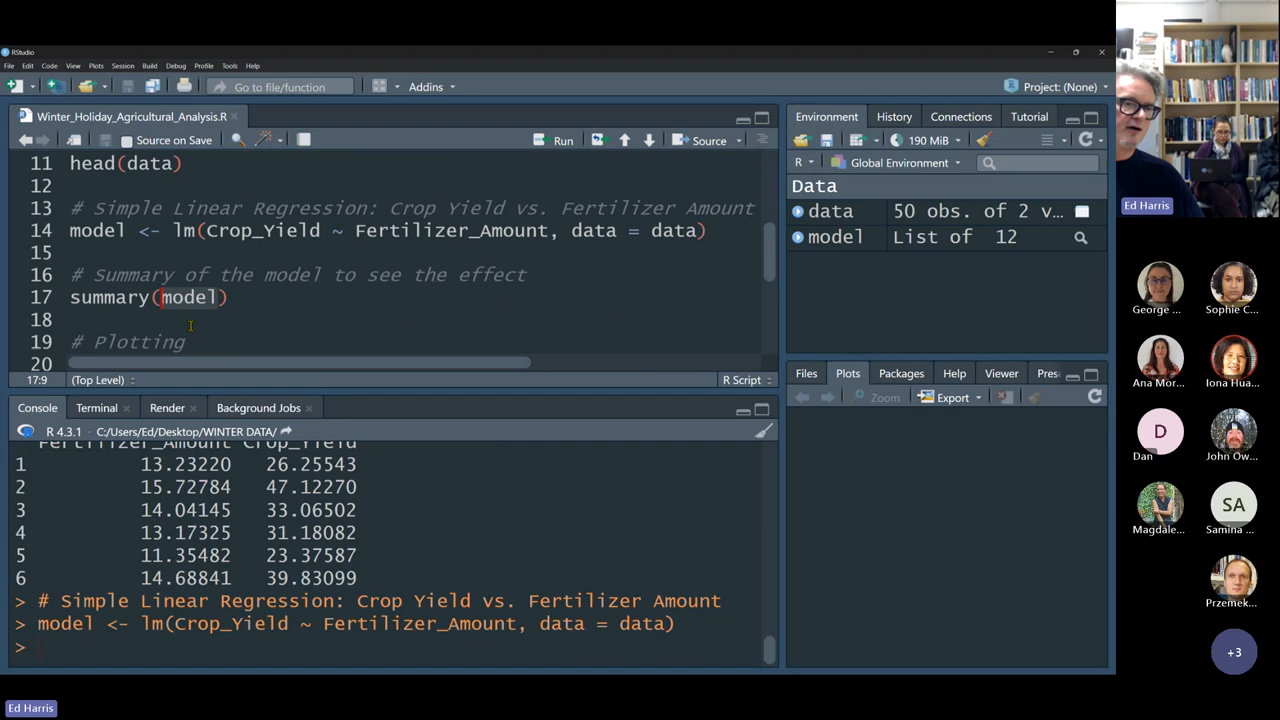 RStudio
File Edit Code View Plots Session Build Debug Profile Tools Help
Go to file/function
Addins
Project: (None)
Winter_Holiday_Agricultural_Analysis.R
Source on Save
Run
Source
11 head(data)
12
13 # Simple Linear Regression: Crop Yield vs. Fertilizer Amount
14 model <- lm(Crop_Yield ~ Fertilizer_Amount, data = data)
15
16 # Summary of the model to see the effect
17 summary(model)
18
19 # Plotting
20
17:9 (Top Level) R Script
Console Terminal Render Background Jobs
R 4.3.1 · C:/Users/Ed/Desktop/WINTER DATA/
Fertilizer_Amount Crop_Yield
1 13.23220 26.25543
2 15.72784 47.12270
3 14.04145 33.06502
4 13.17325 31.18082
5 11.35482 23.37587
6 14.68841 39.83099
> # Simple Linear Regression: Crop Yield vs. Fertilizer Amount
> model <- lm(Crop_Yield ~ Fertilizer_Amount, data = data)
>
Environment History Connections Tutorial
190 MiB
R Global Environment
Data
data 50 obs. of 2 v…
model List of 12
Files Plots Packages Help Viewer Pres
Zoom Export
Ed Harris
George ...
Sophie C...
Ana Mor...
Iona Hua...
D
Dan
John Ow...
Magdale...
SA
Samina ...
Przemek...
+3
Ed Harris